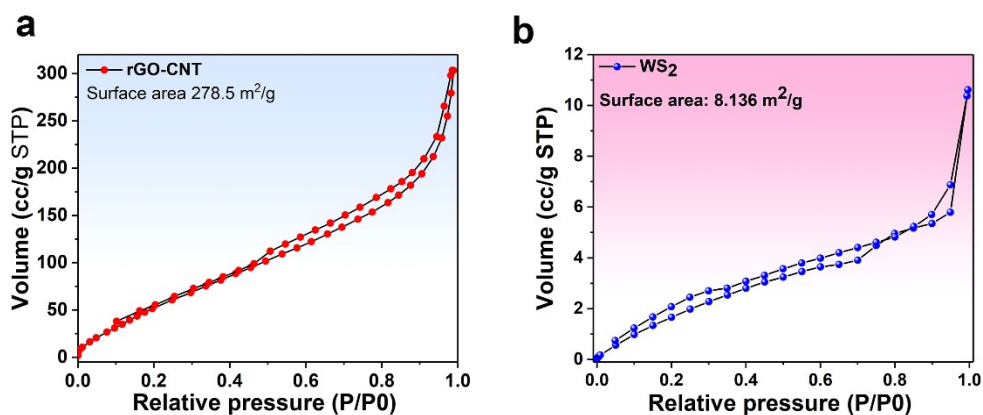 a
300
250
200
150
100
50
0
rGO-CNT
Surface area 278.5 m²/g
Volume (cc/g STP)
0.0 0.2 0.4 0.6 0.8 1.0
Relative pressure (P/P0)
b
12
10
8
6
4
2
0
WS₂
Surface area: 8.136 m²/g
Volume (cc/g STP)
0.0 0.2 0.4 0.6 0.8 1.0
Relative pressure (P/P0)